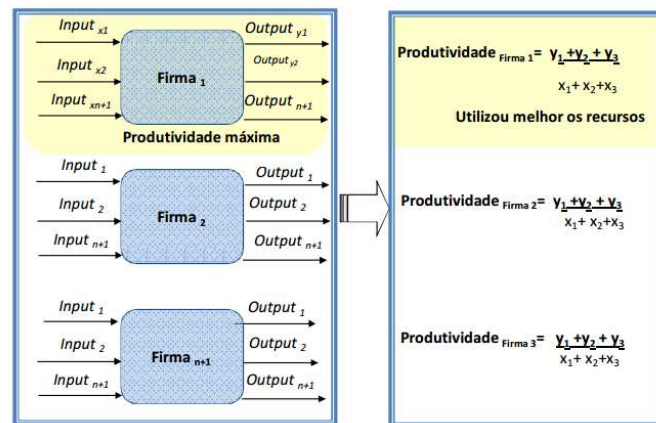 Input x1
Output y1
Input x2
Firma 1
Output y2
Input xn+1
Output n+1
Produtividade máxima
Input 1
Output 1
Input 2
Firma 2
Output 2
Input n+1
Output n+1
Input 1
Output 1
Input 2
Firma n+1
Output 2
Input n+1
Output n+1
Produtividade Firma 1= y1 +y2 + y3
x1+ x2+x3
Utilizou melhor os recursos
Produtividade Firma 2= y1 +y2 + y3
x1+ x2+x3
Produtividade Firma 3= y1 +y2 + y3
x1+ x2+x3